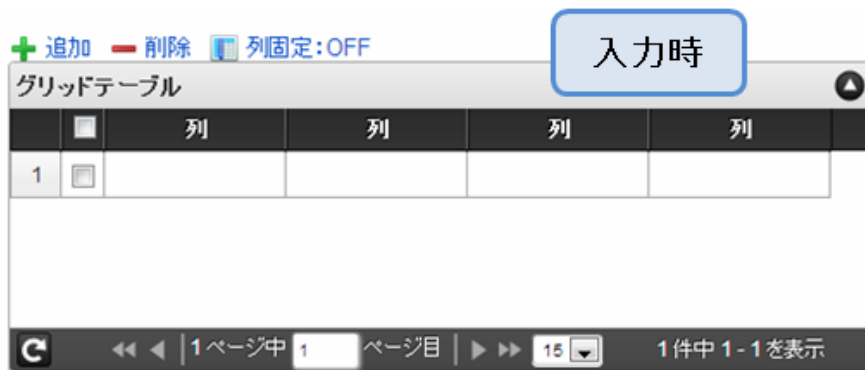 追加 削除 列固定:OFF
入力時
グリッドテーブル
列 列 列 列
1
1ページ中 1 ページ目 15 1件中 1 - 1 を表示